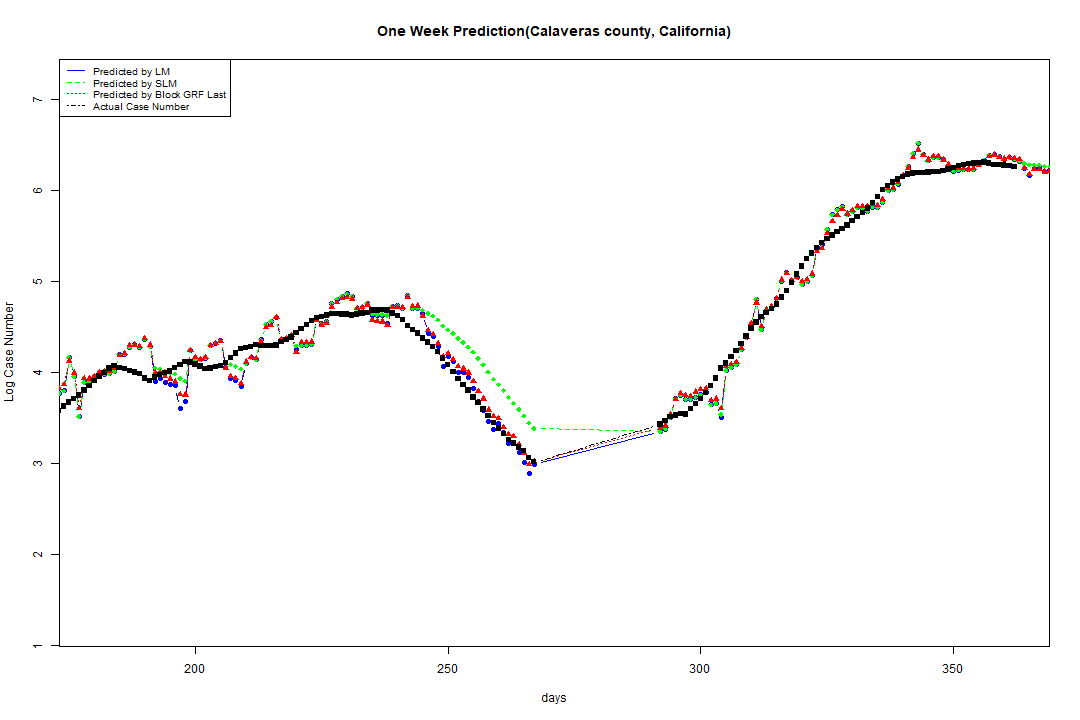 One Week Prediction(Calaveras county, California)
Predicted by LM
Predicted by SLM
Predicted by Block GRF Last
Actual Case Number
7
6
5
4
3
2
1
Log Case Number
200 250 300 350
days